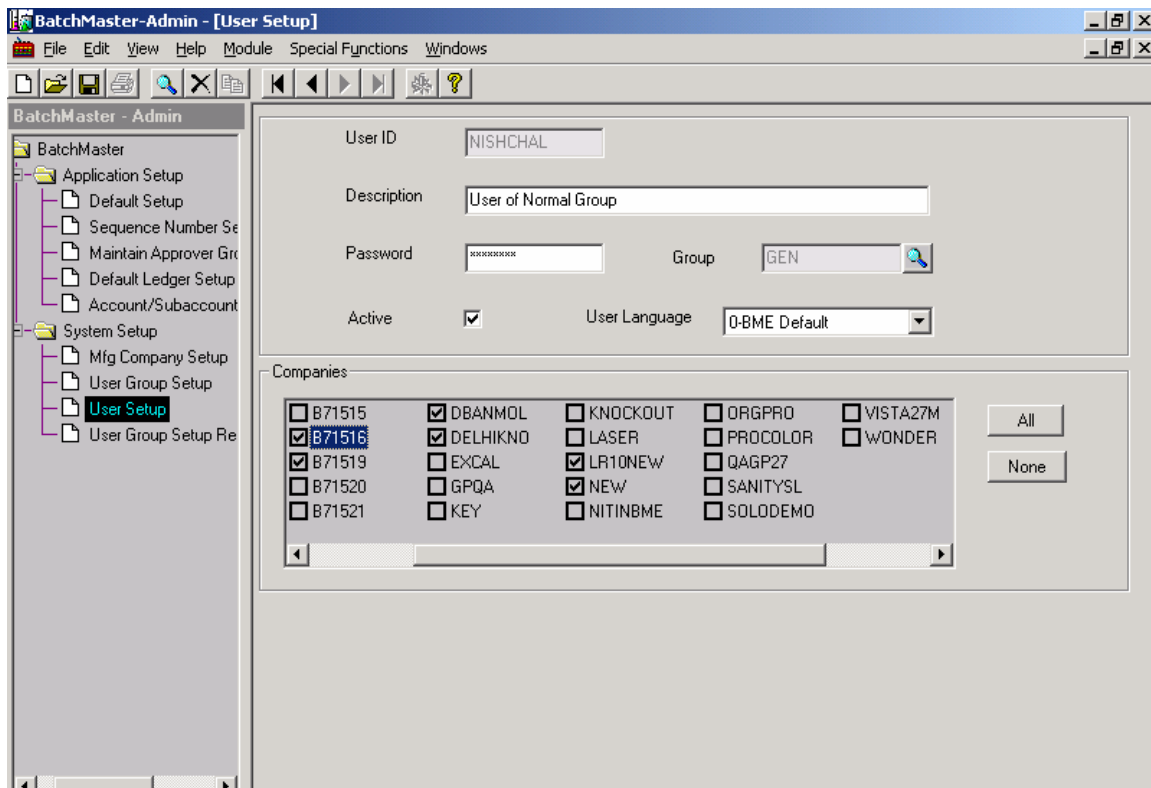 BatchMaster-Admin - [User Setup]
File Edit View Help Module Special Functions Windows
BatchMaster - Admin
BatchMaster
Application Setup
Default Setup
Sequence Number Se
Maintain Approver Gro
Default Ledger Setup
Account/Subaccount
System Setup
Mfg Company Setup
User Group Setup
User Setup
User Group Setup Re
User ID NISHCHAL
Description User of Normal Group
Password ×××××××× Group GEN
Active User Language 0-BME Default
Companies
B71515 DBANMOL KNOCKOUT ORGPRO VISTA27M
B71516 DELHIKNO LASER PROCOLOR WONDER
B71519 EXCAL LR10NEW QAGP27
B71520 GPQA NEW SANITYSL
B71521 KEY NITINBME SOLODEMO
All
None